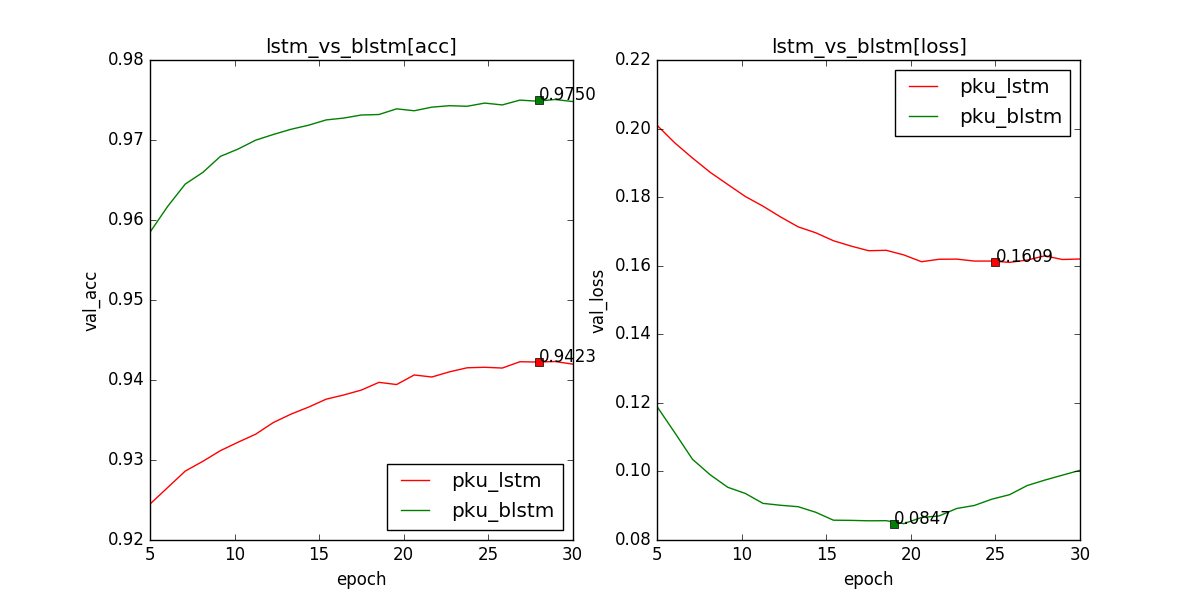 lstm_vs_blstm[acc]
0.98
0.97
0.96
0.95
0.94
0.93
0.92
val_acc
0.9750
0.9423
pku_lstm
pku_blstm
5 10 15 20 25 30
epoch
lstm_vs_blstm[loss]
0.22
0.20
0.18
0.16
0.14
0.12
0.10
0.08
val_loss
pku_lstm
pku_blstm
0.1609
0.0847
5 10 15 20 25 30
epoch